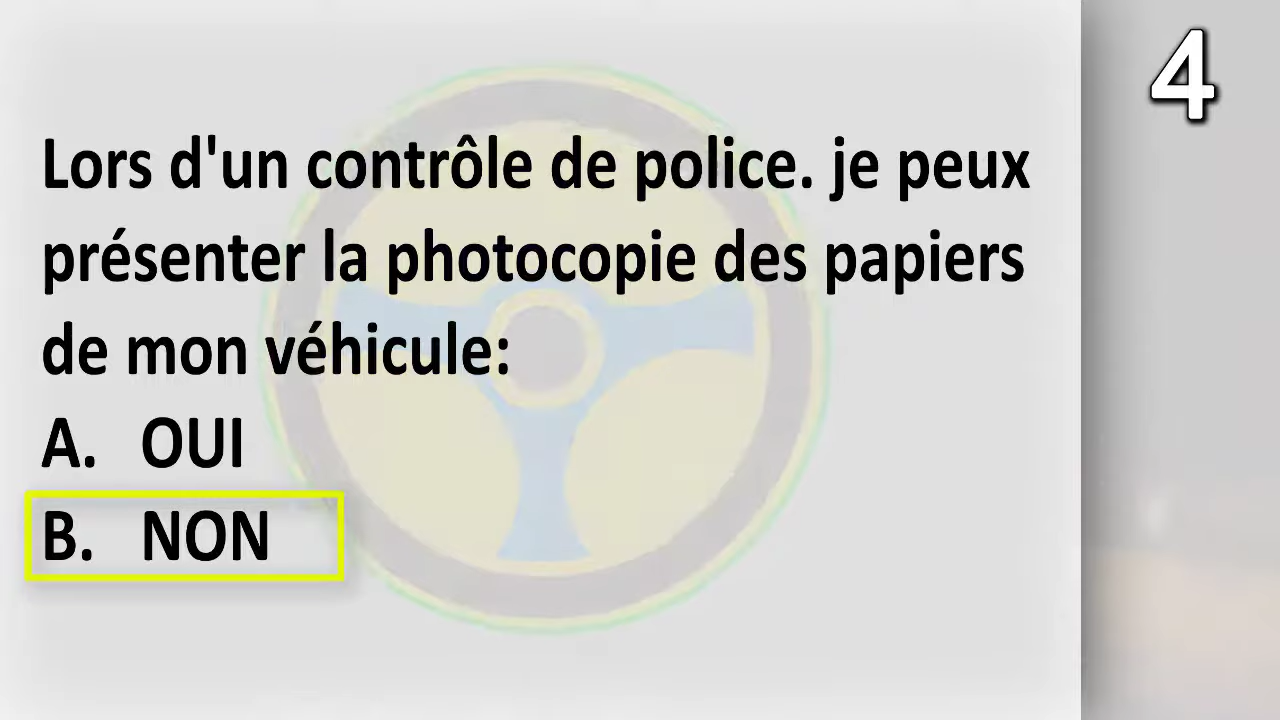 4
Lors d'un contrôle de police. je peux
présenter la photocopie des papiers
de mon véhicule:
A. OUI
B. NON